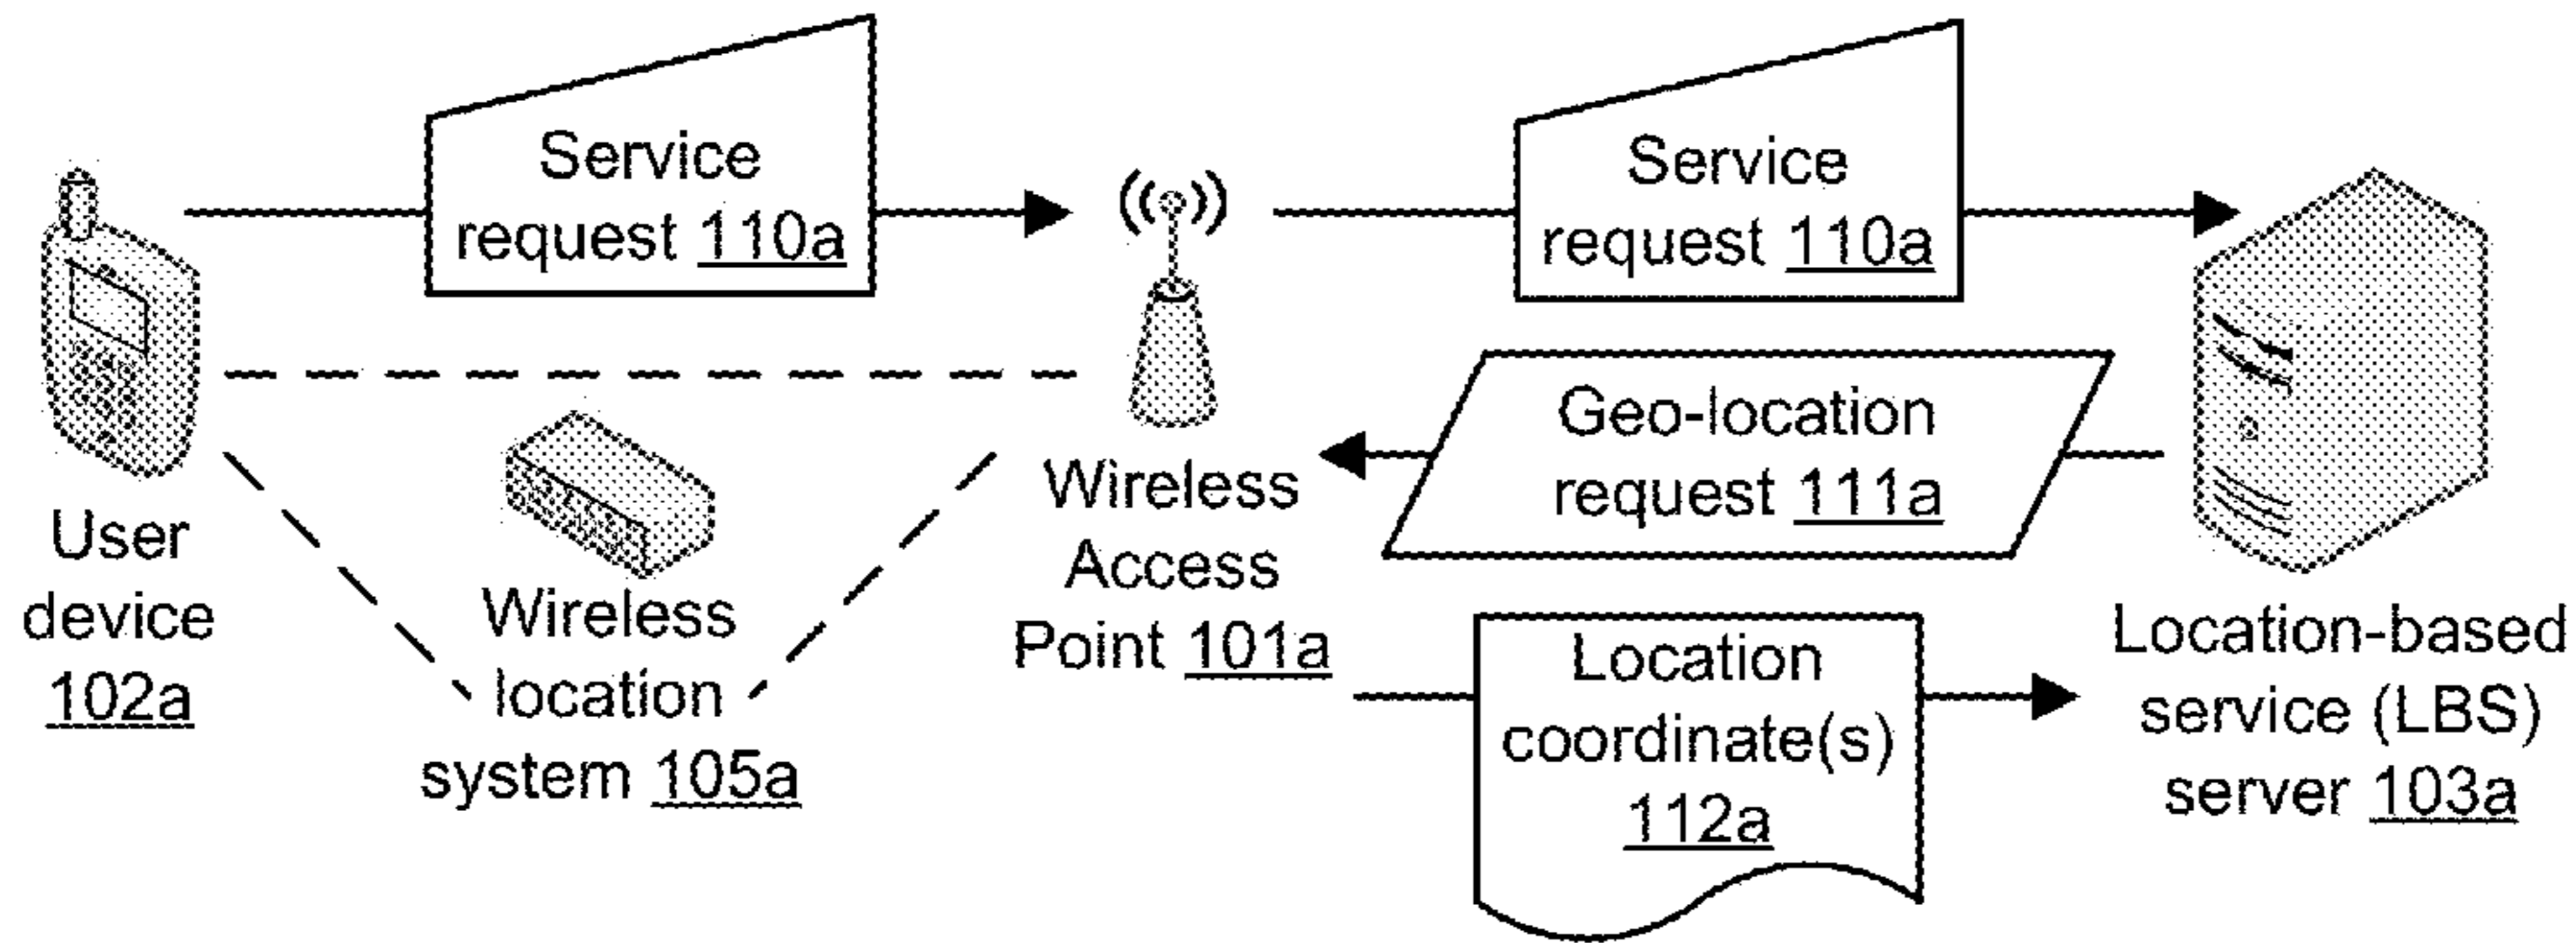 Service
request 110a
Service
request 110a
Geo-location
request 111a
User
device
102a
Wireless
location
system 105a
Wireless
Access
Point 101a
Location
coordinate(s)
112a
Location-based
service (LBS)
server 103a